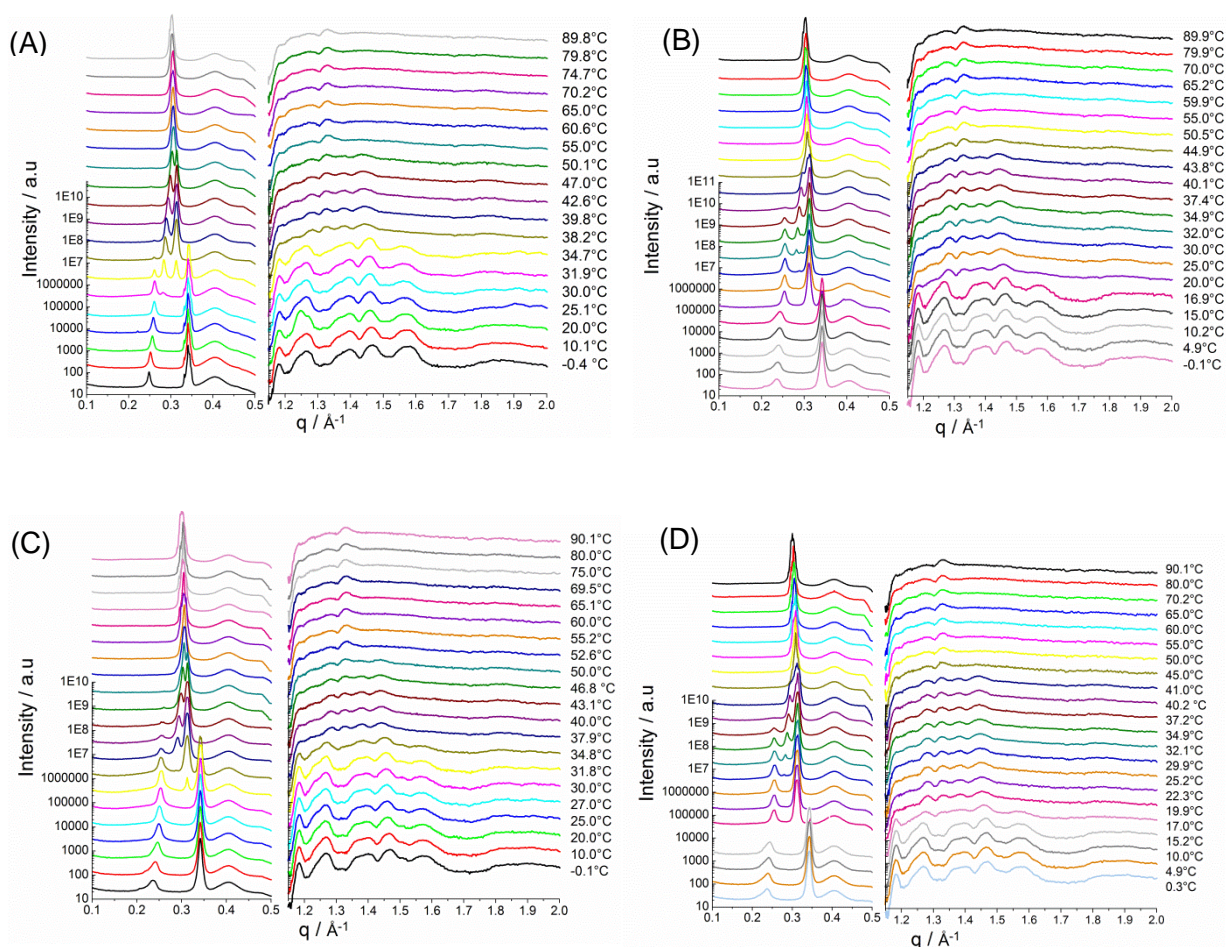 (A)
Intensity / a.u
1E10
1E9
1E8
1E7
1000000
100000
10000
1000
100
10
0.1 0.2 0.3 0.4 0.5
1.2 1.3 1.4 1.5 1.6 1.7 1.8 1.9 2.0
q / Å⁻¹
89.8°C
79.8°C
74.7°C
70.2°C
65.0°C
60.6°C
55.0°C
50.1°C
47.0°C
42.6°C
39.8°C
38.2°C
34.7°C
31.9°C
30.0°C
25.1°C
20.0°C
10.1°C
-0.4 °C
(B)
Intensity / a.u
1E11
1E10
1E9
1E8
1E7
1000000
100000
10000
1000
100
10
0.1 0.2 0.3 0.4 0.5
1.2 1.3 1.4 1.5 1.6 1.7 1.8 1.9 2.0
q / Å⁻¹
89.9°C
79.9°C
70.0°C
65.2°C
59.9°C
55.0°C
50.5°C
44.9°C
43.8°C
40.1°C
37.4°C
34.9°C
32.0°C
30.0°C
25.0°C
20.0°C
16.9°C
15.0°C
10.2°C
4.9°C
-0.1°C
(C)
Intensity / a.u
1E10
1E9
1E8
1E7
1000000
100000
10000
1000
100
10
0.1 0.2 0.3 0.4 0.5
1.2 1.3 1.4 1.5 1.6 1.7 1.8 1.9 2.0
q / Å⁻¹
90.1°C
80.0°C
75.0°C
69.5°C
65.1°C
60.0°C
55.2°C
52.6°C
50.0°C
46.8 °C
43.1°C
40.0°C
37.9°C
34.8°C
31.8°C
30.0°C
27.0°C
25.0°C
20.0°C
10.0°C
-0.1°C
(D)
Intensity / a.u
1E10
1E9
1E8
1E7
1000000
100000
10000
1000
100
10
0.1 0.2 0.3 0.4 0.5
1.2 1.3 1.4 1.5 1.6 1.7 1.8 1.9 2.0
q / Å⁻¹
90.1°C
80.0°C
70.2°C
65.0°C
60.0°C
55.0°C
50.0°C
45.0°C
41.0°C
40.2 °C
37.2°C
34.9°C
32.1°C
29.9°C
25.2°C
22.3°C
19.9°C
17.0°C
15.2°C
10.0°C
4.9°C
0.3°C